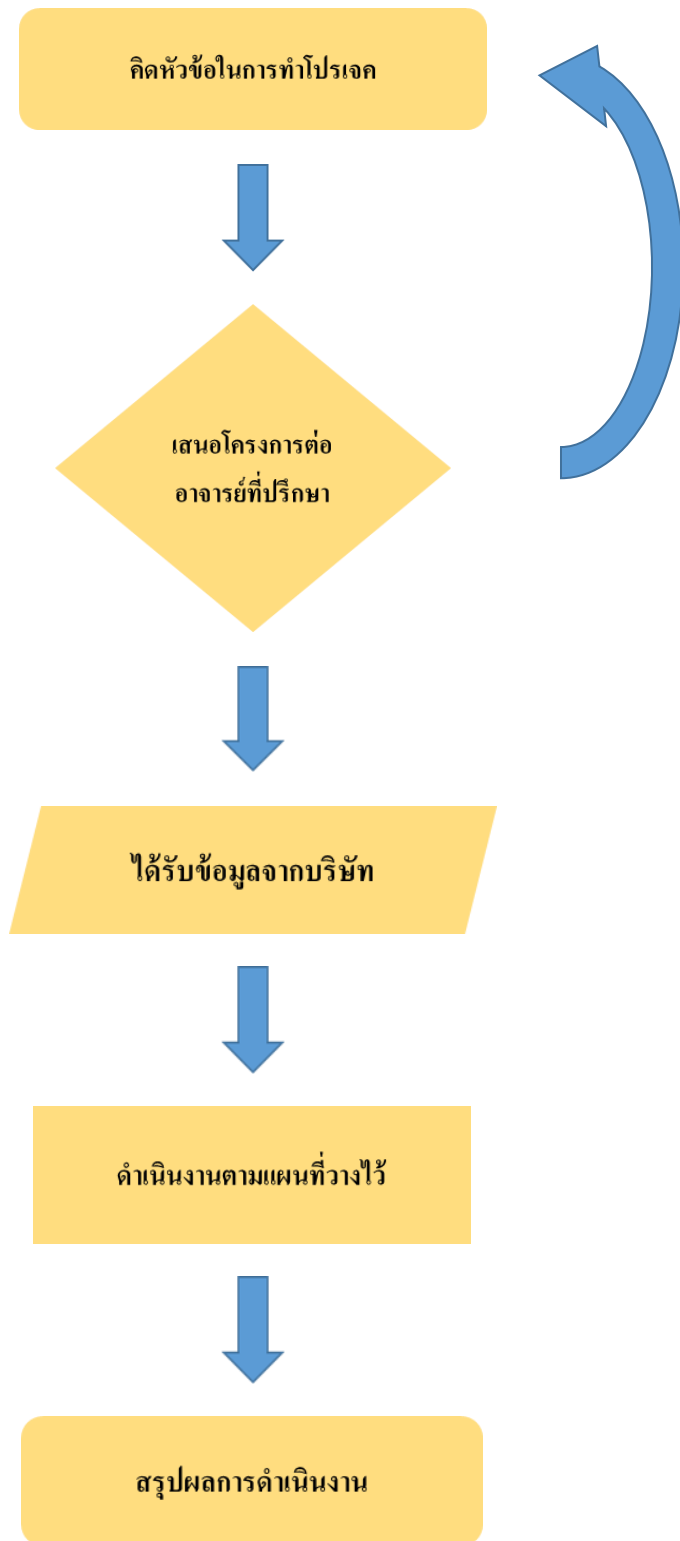 คิดหัวข้อในการทำโปรเจค
เสนอโครงการต่อ
อาจารย์ที่ปรึกษา
ได้รับข้อมูลจากบริษัท
ดำเนินงานตามแผนที่วางไว้
สรุปผลการดำเนินงาน